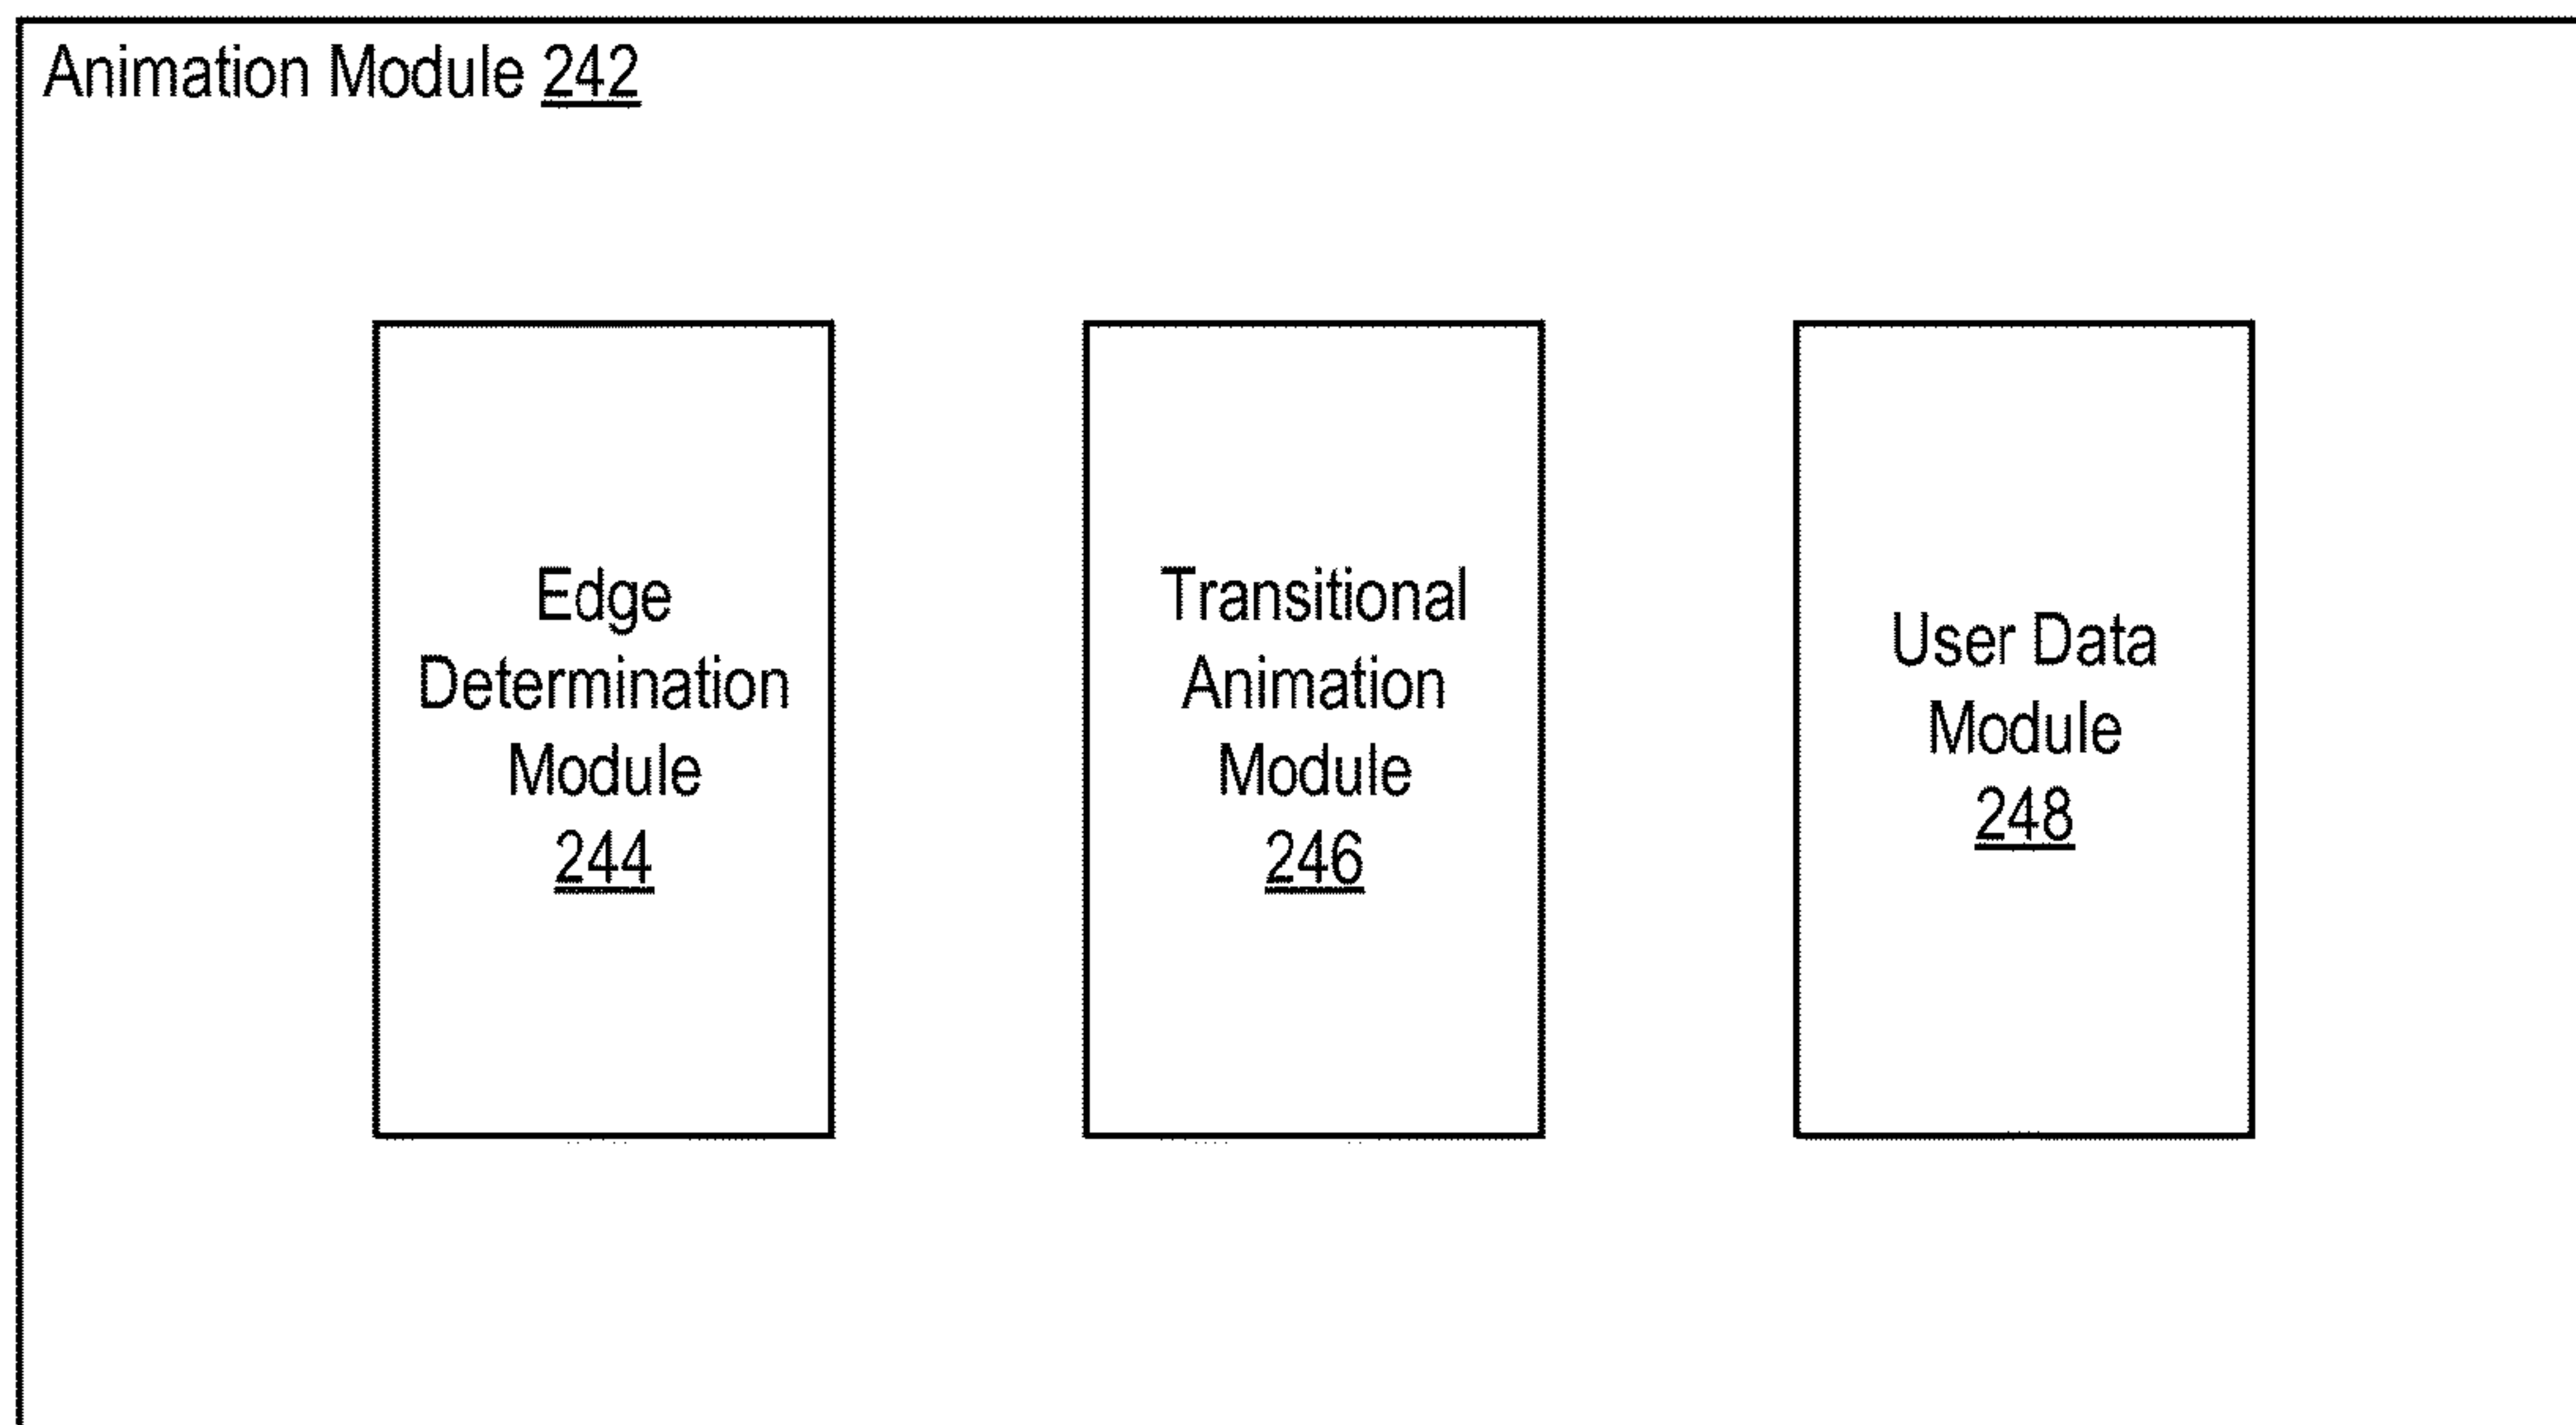 Animation Module 242
Edge
Determination
Module
244
Transitional
Animation
Module
246
User Data
Module
248